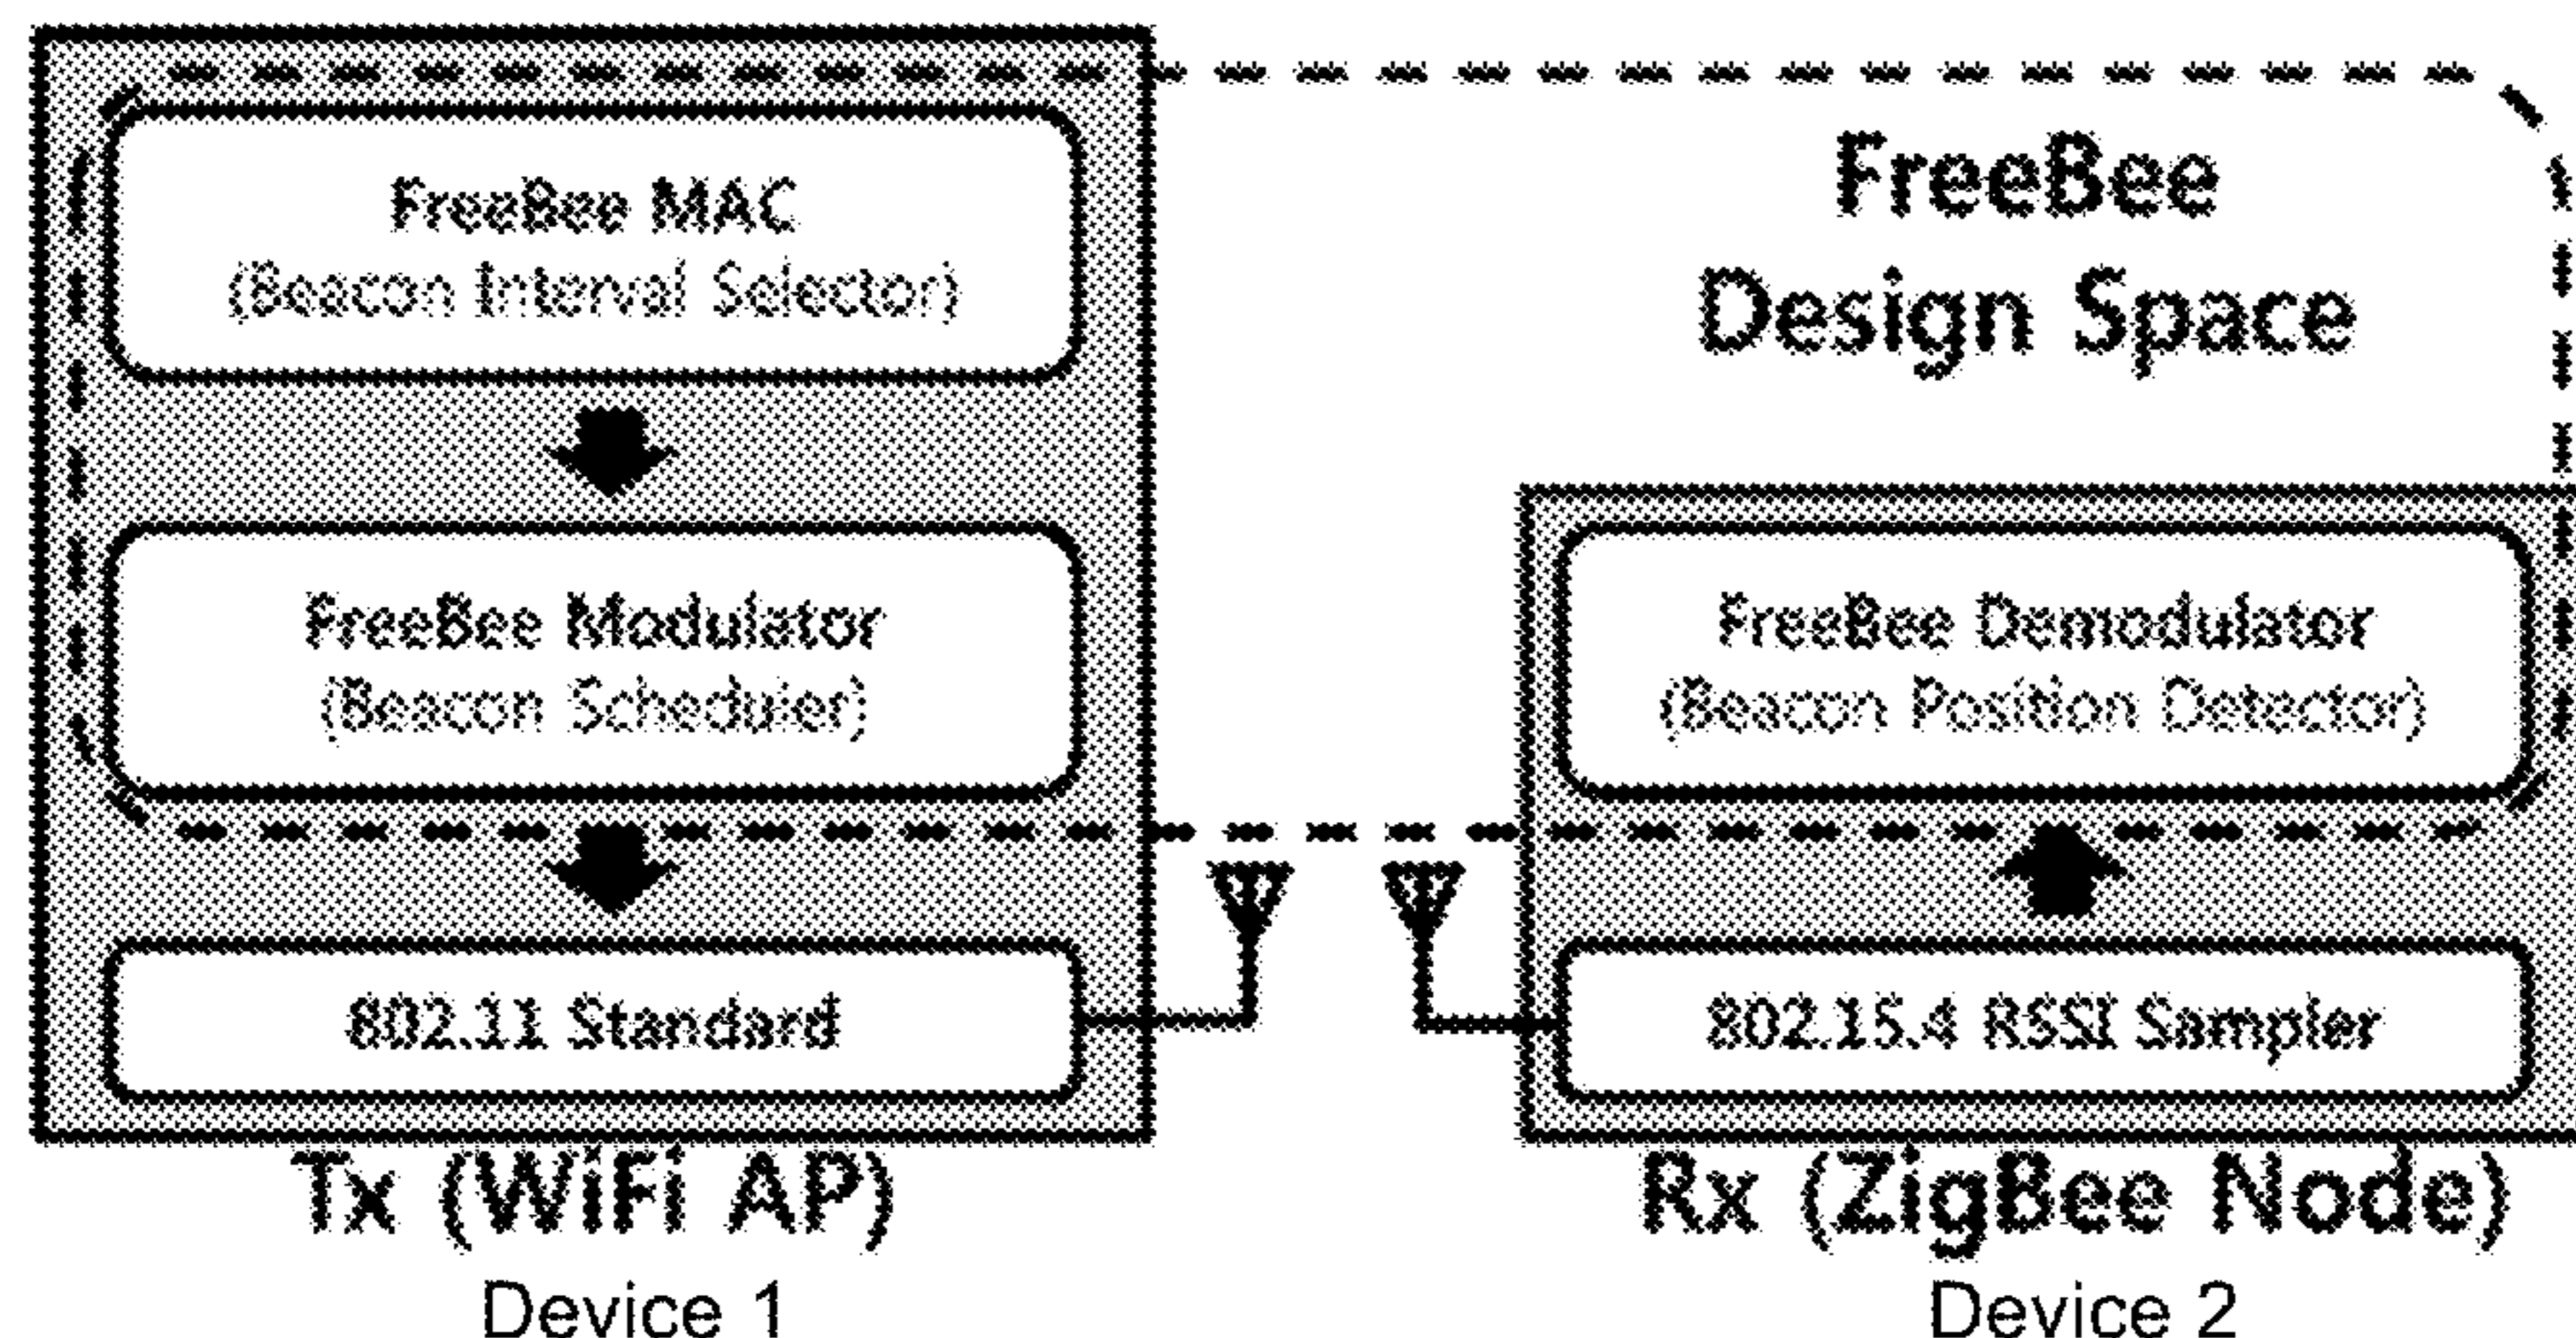 FreeBee MAC
(Beacon Interval Selector)
FreeBee
Design Space
FreeBee Modulator
(Beacon Scheduler)
FreeBee Demodulator
(Beacon Position Detector)
802.11 Standard
802.15.4 RSSI Sampler
Tx (WiFi AP)
Rx (ZigBee Node)
Device 1
Device 2